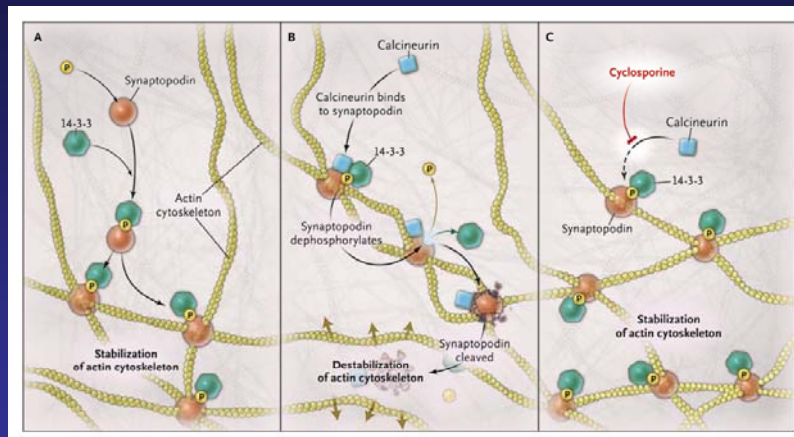 A
P
Synaptopodin
14-3-3
P
Actin
cytoskeleton
P
P
Stabilization
of actin cytoskeleton
P
B
Calcineurin
Calcineurin binds
to synaptopodin
14-3-3
P
P
Synaptopodin
dephosphorylates
Synaptopodin
cleaved
Destabilization
of actin cytoskeleton
C
Cyclosporine
Calcineurin
14-3-3
P
Synaptopodin
P
P
Stabilization
of actin cytoskeleton
P
P
P